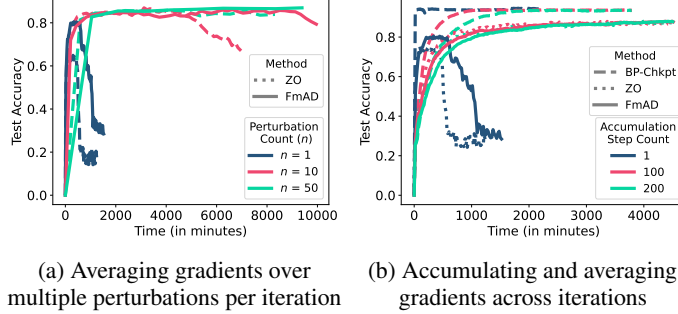 0.8
0.6
0.4
0.2
0.0
Test Accuracy
0 2000 4000 6000 8000 10000
Time (in minutes)
Method
ZO
FmAD
Perturbation
Count (n)
n = 1
n = 10
n = 50
0.8
0.6
0.4
0.2
0.0
Test Accuracy
0 1000 2000 3000 4000
Time (in minutes)
Method
BP-Chkpt
ZO
FmAD
Accumulation
Step Count
1
100
200
(a) Averaging gradients over
multiple perturbations per iteration
(b) Accumulating and averaging
gradients across iterations